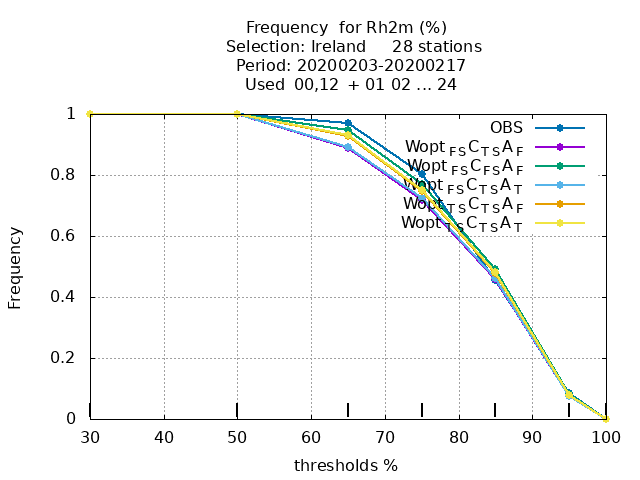 Frequency  for Rh2m (%)
Selection: Ireland     28 stations
Period: 20200203-20200217
Used  00,12  + 01 02 ... 24
1
0.8
0.6
0.4
0.2
0
Frequency
OBS
Wopt FS C TS A F
Wopt FS C FS A F
Wopt FS C TS A T
Wopt TS C TS A F
Wopt TS C TS A T
30 40 50 60 70 80 90 100
thresholds %